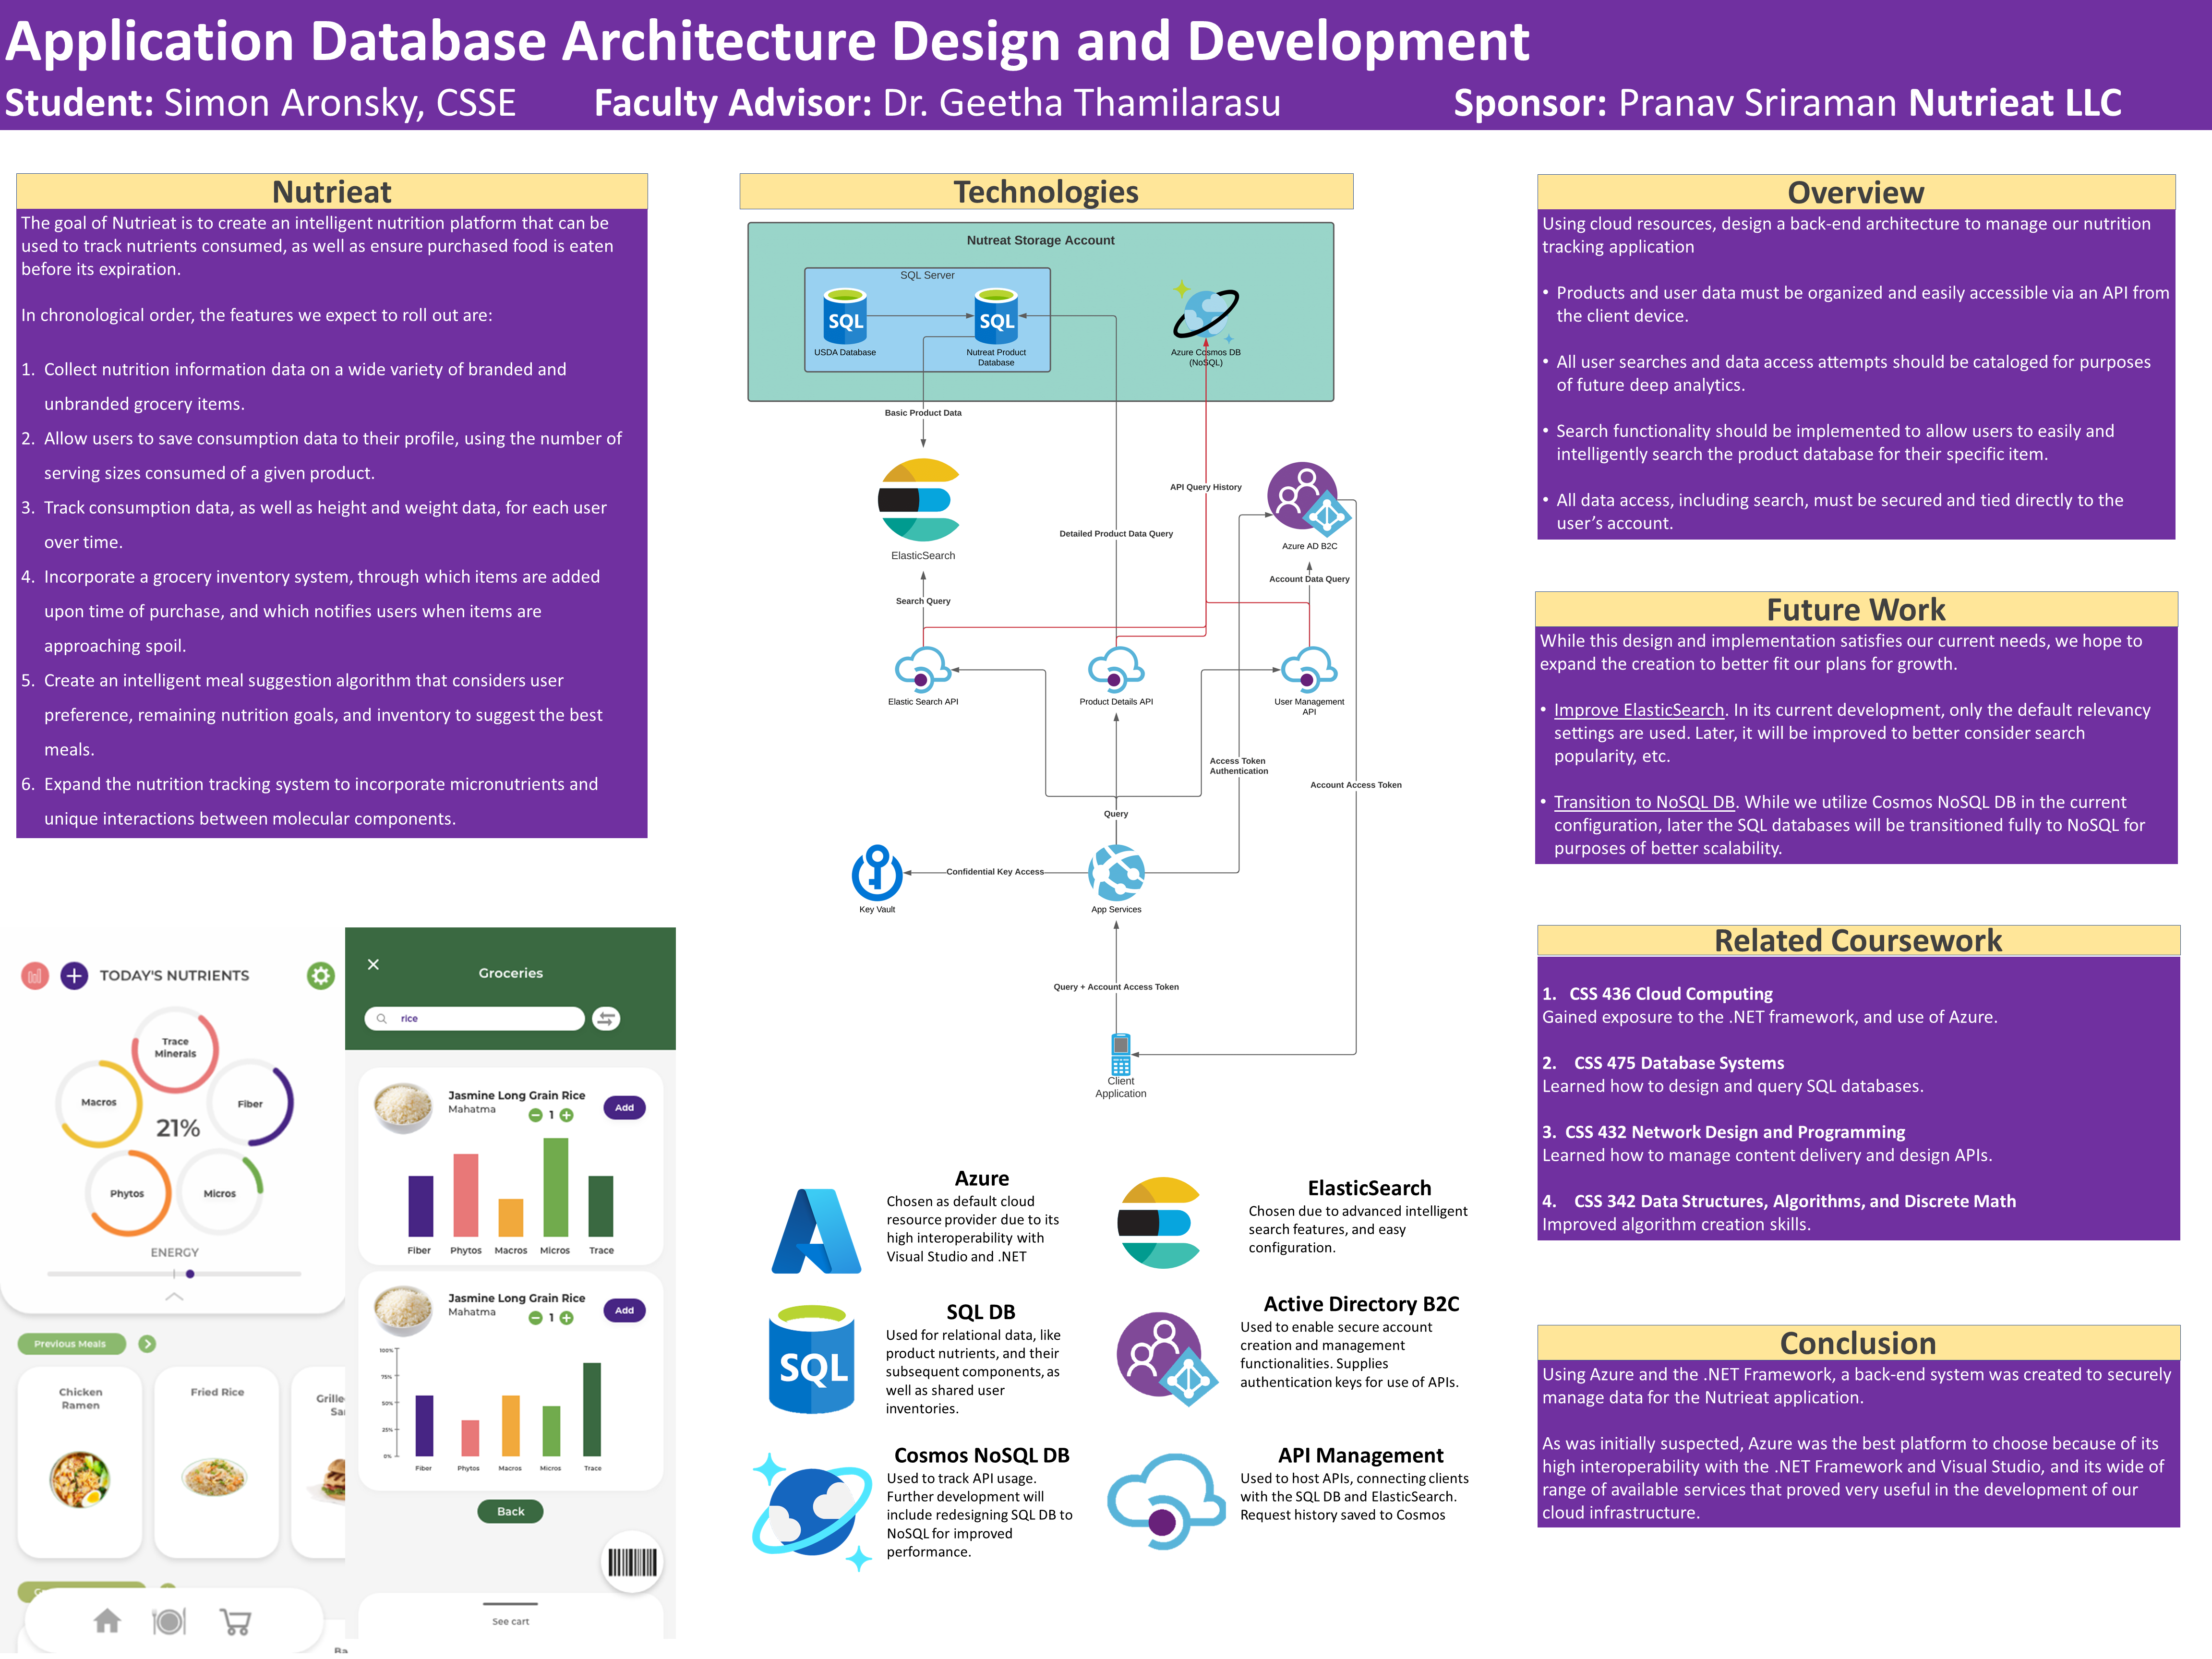 Application Database Architecture Design and Development
Student: Simon Aronsky, CSSE Faculty Advisor: Dr. Geetha Thamilarasu Sponsor: Pranav Sriraman Nutrieat LLC
Nutrieat
The goal of Nutrieat is to create an intelligent nutrition platform that can be
used to track nutrients consumed, as well as ensure purchased food is eaten
before its expiration.
In chronological order, the features we expect to roll out are:
1. Collect nutrition information data on a wide variety of branded and
unbranded grocery items.
2. Allow users to save consumption data to their profile, using the number of
serving sizes consumed of a given product.
3. Track consumption data, as well as height and weight data, for each user
over time.
4. Incorporate a grocery inventory system, through which items are added
upon time of purchase, and which notifies users when items are
approaching spoil.
5. Create an intelligent meal suggestion algorithm that considers user
preference, remaining nutrition goals, and inventory to suggest the best
meals.
6. Expand the nutrition tracking system to incorporate micronutrients and
unique interactions between molecular components.
TODAY'S NUTRIENTS
Trace
Minerals
Macros
Fiber
21%
Phytos
Micros
ENERGY
Previous Meals
Chicken
Ramen
Fried Rice
Grille
Sa
Ba
Groceries
rice
Jasmine Long Grain Rice
Mahatma
1
Add
Fiber Phytos Macros Micros Trace
Jasmine Long Grain Rice
Mahatma
1
Add
100%
75%
50%
25%
0%
Fiber Phytos Macros Micros Trace
Back
See cart
Technologies
Nutreat Storage Account
SQL Server
SQL
SQL
USDA Database
Nutreat Product
Database
Azure Cosmos DB
(NoSQL)
Basic Product Data
API Query History
Detailed Product Data Query
ElasticSearch
Azure AD B2C
Account Data Query
Search Query
Elastic Search API
Product Details API
User Management
API
Access Token
Authentication
Account Access Token
Query
Confidential Key Access
Key Vault
App Services
Query + Account Access Token
Client
Application
Azure
Chosen as default cloud
resource provider due to its
high interoperability with
Visual Studio and .NET
ElasticSearch
Chosen due to advanced intelligent
search features, and easy
configuration.
SQL
SQL DB
Used for relational data, like
product nutrients, and their
subsequent components, as
well as shared user
inventories.
Active Directory B2C
Used to enable secure account
creation and management
functionalities. Supplies
authentication keys for use of APIs.
Cosmos NoSQL DB
Used to track API usage.
Further development will
include redesigning SQL DB to
NoSQL for improved
performance.
API Management
Used to host APIs, connecting clients
with the SQL DB and ElasticSearch.
Request history saved to Cosmos
Overview
Using cloud resources, design a back-end architecture to manage our nutrition
tracking application
• Products and user data must be organized and easily accessible via an API from
the client device.
• All user searches and data access attempts should be cataloged for purposes
of future deep analytics.
• Search functionality should be implemented to allow users to easily and
intelligently search the product database for their specific item.
• All data access, including search, must be secured and tied directly to the
user's account.
Future Work
While this design and implementation satisfies our current needs, we hope to
expand the creation to better fit our plans for growth.
• Improve ElasticSearch. In its current development, only the default relevancy
settings are used. Later, it will be improved to better consider search
popularity, etc.
• Transition to NoSQL DB. While we utilize Cosmos NoSQL DB in the current
configuration, later the SQL databases will be transitioned fully to NoSQL for
purposes of better scalability.
Related Coursework
1. CSS 436 Cloud Computing
Gained exposure to the .NET framework, and use of Azure.
2. CSS 475 Database Systems
Learned how to design and query SQL databases.
3. CSS 432 Network Design and Programming
Learned how to manage content delivery and design APIs.
4. CSS 342 Data Structures, Algorithms, and Discrete Math
Improved algorithm creation skills.
Conclusion
Using Azure and the .NET Framework, a back-end system was created to securely
manage data for the Nutrieat application.
As was initially suspected, Azure was the best platform to choose because of its
high interoperability with the .NET Framework and Visual Studio, and its wide of
range of available services that proved very useful in the development of our
cloud infrastructure.